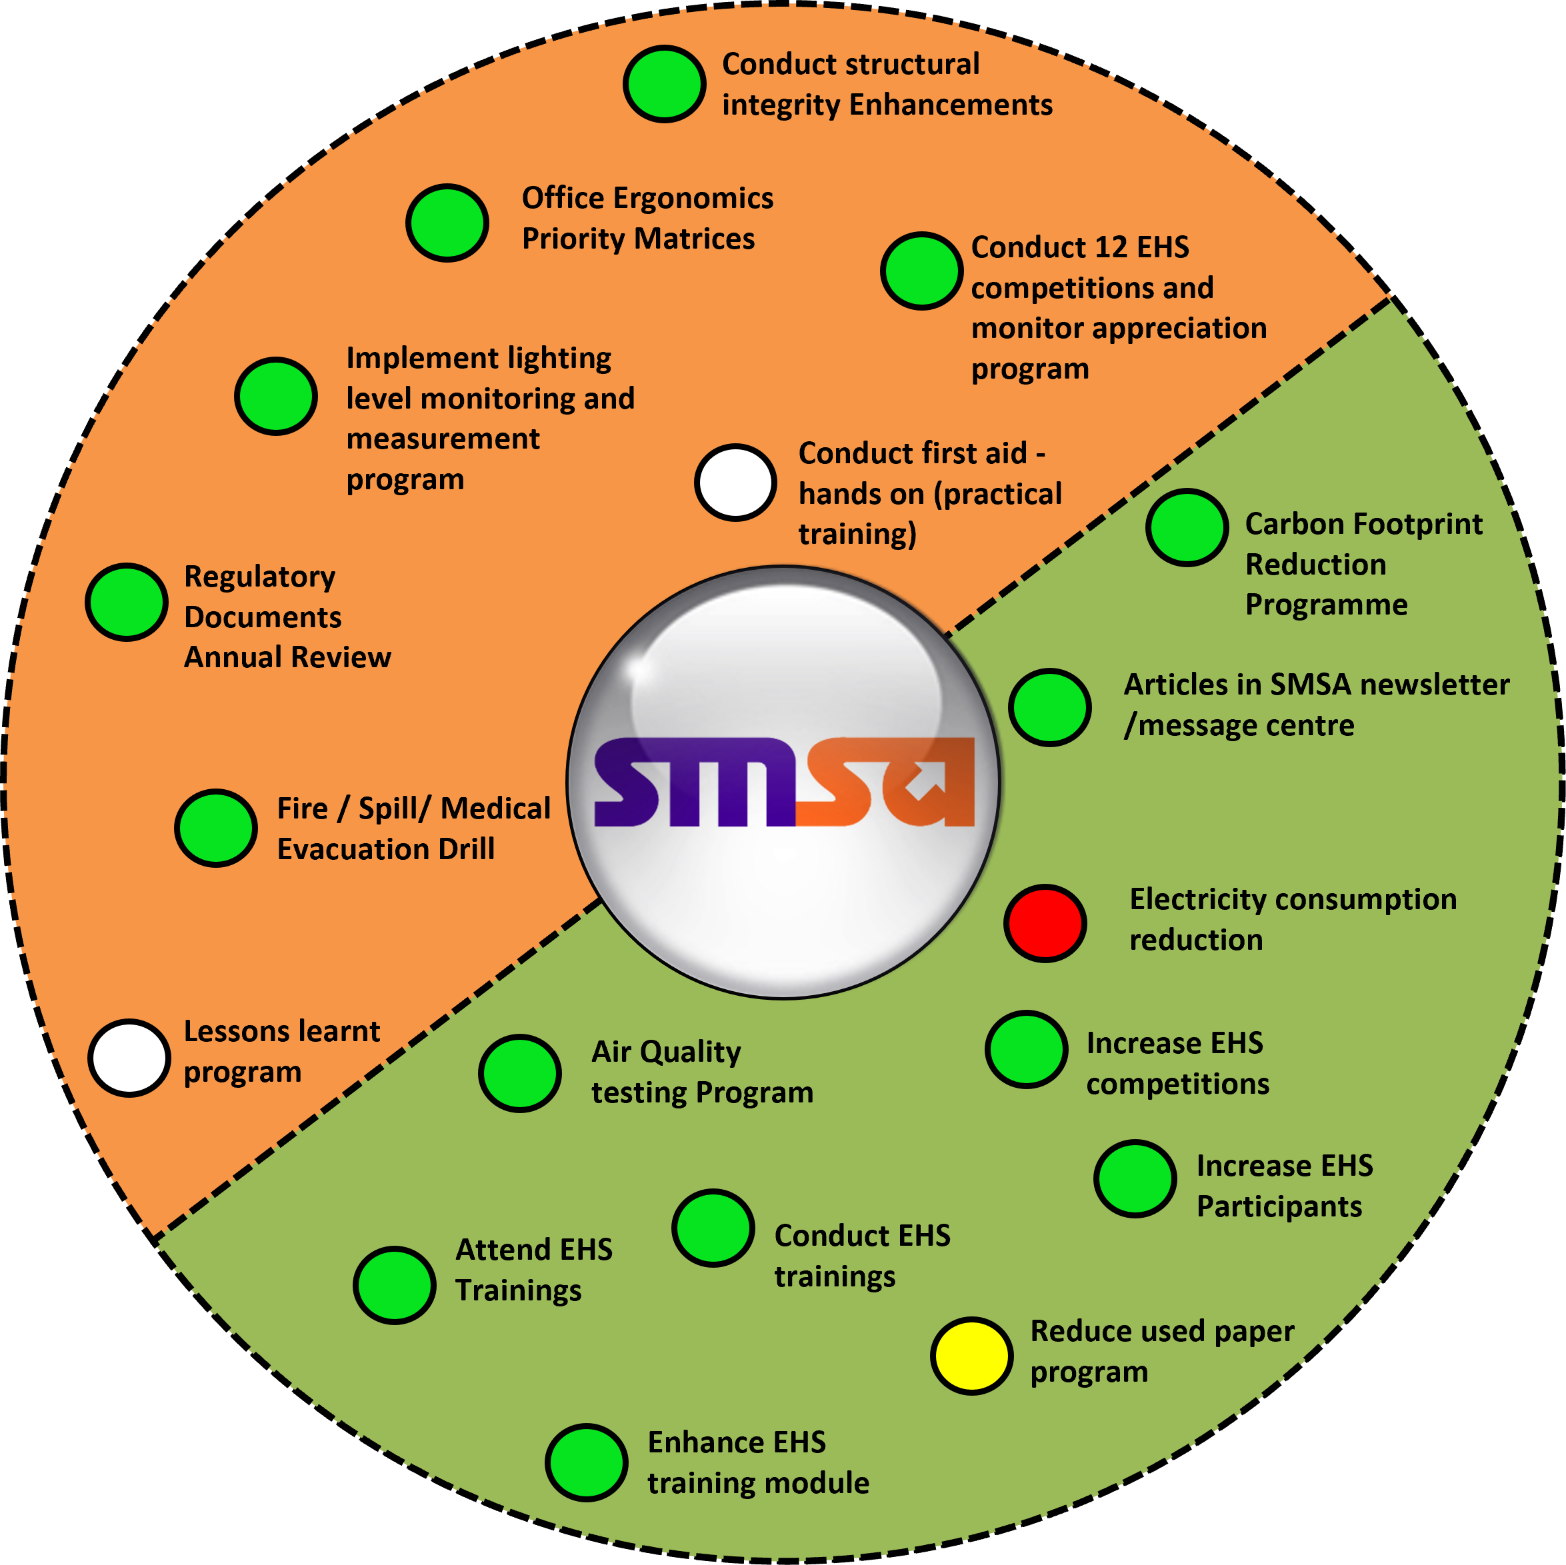 Conduct structural
integrity Enhancements
Office Ergonomics
Priority Matrices
Conduct 12 EHS
competitions and
monitor appreciation
program
Implement lighting
level monitoring and
measurement
program
Conduct first aid -
hands on (practical
training)
Regulatory
Documents
Annual Review
Fire / Spill/ Medical
Evacuation Drill
Lessons learnt
program
smsa
Carbon Footprint
Reduction
Programme
Articles in SMSA newsletter
/message centre
Electricity consumption
reduction
Increase EHS
competitions
Air Quality
testing Program
Increase EHS
Participants
Conduct EHS
trainings
Attend EHS
Trainings
Reduce used paper
program
Enhance EHS
training module